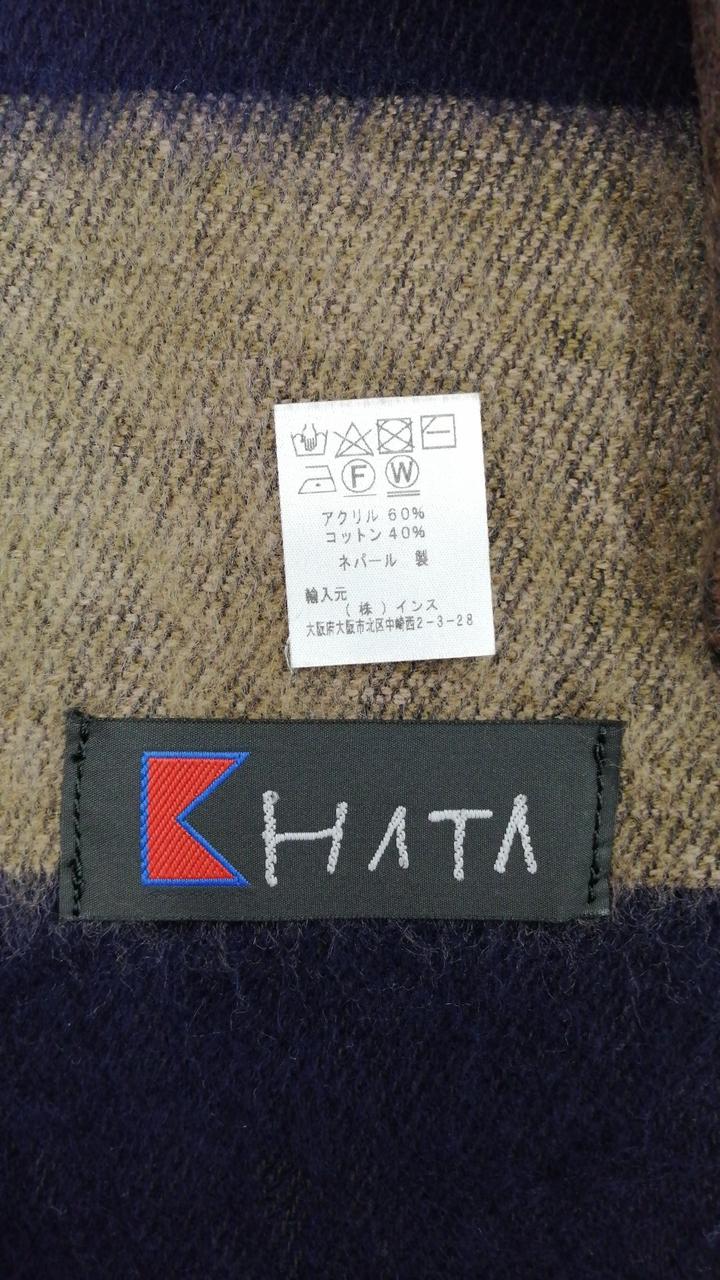 F W
アクリル 60%
コットン 40%
ネパール 製
輸入元
(株)インス
大阪府大阪市北区中崎西2-3-28
KHATA